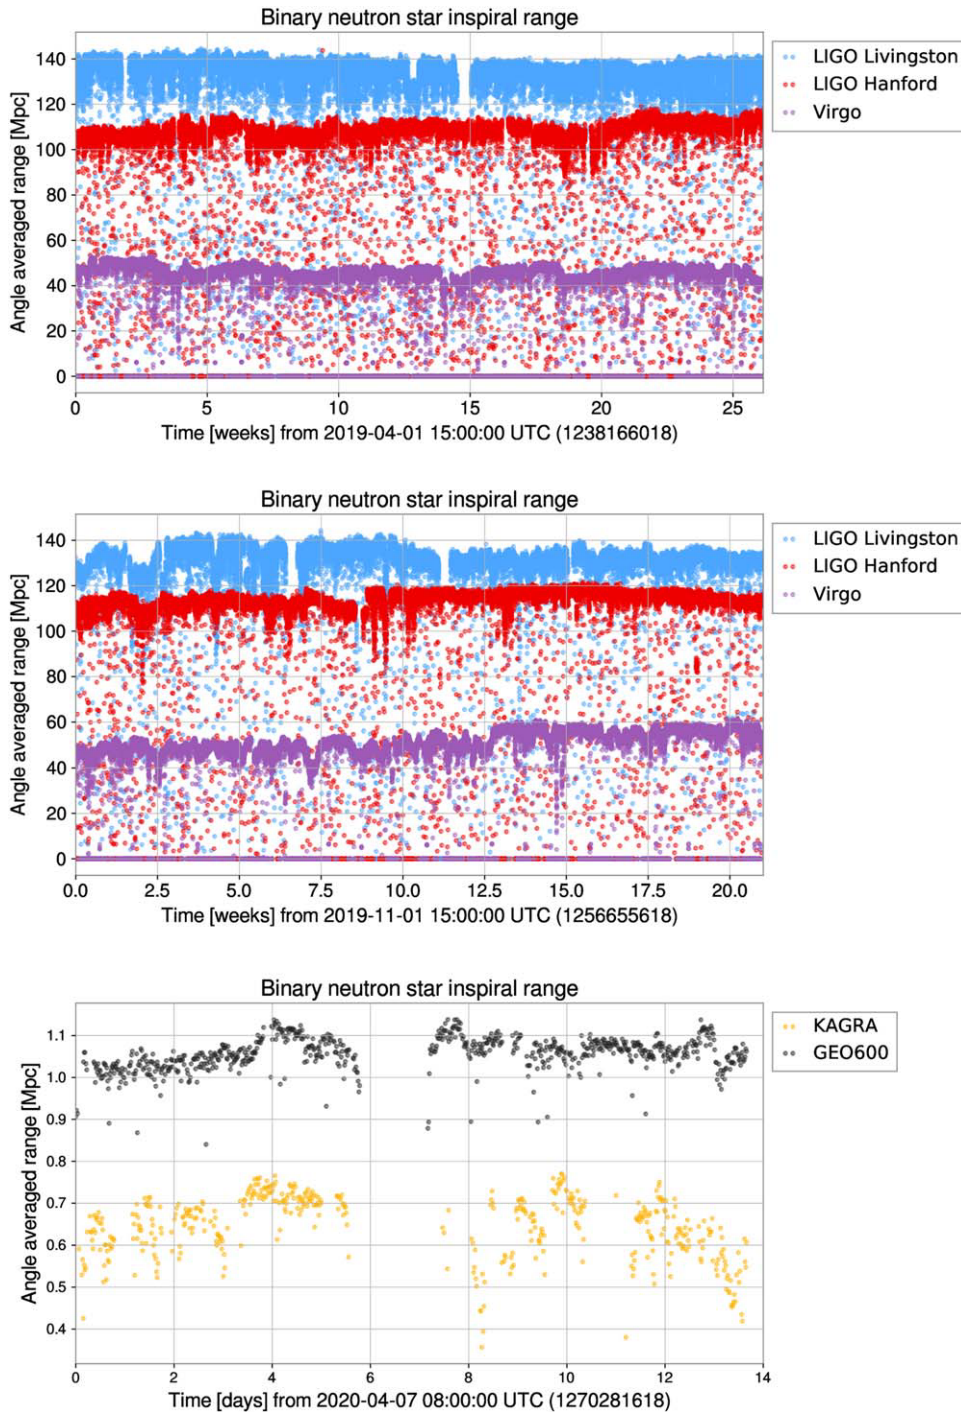 Binary neutron star inspiral range
140
120
100
80
60
40
20
0
Angle averaged range [Mpc]
0 5 10 15 20 25
Time [weeks] from 2019-04-01 15:00:00 UTC (1238166018)
LIGO Livingston
LIGO Hanford
Virgo
Binary neutron star inspiral range
140
120
100
80
60
40
20
0
Angle averaged range [Mpc]
0.0 2.5 5.0 7.5 10.0 12.5 15.0 17.5 20.0
Time [weeks] from 2019-11-01 15:00:00 UTC (1256655618)
LIGO Livingston
LIGO Hanford
Virgo
Binary neutron star inspiral range
1.1
1.0
0.9
0.8
0.7
0.6
0.5
0.4
Angle averaged range [Mpc]
0 2 4 6 8 10 12 14
Time [days] from 2020-04-07 08:00:00 UTC (1270281618)
KAGRA
GEO600